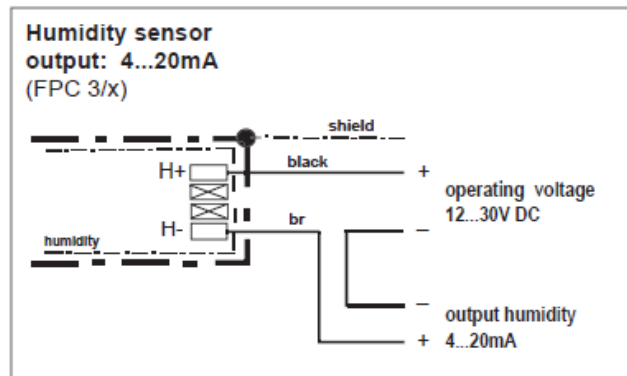 Humidity sensor
output: 4...20mA
(FPC 3/x)
shield
H+ black +
operating voltage
12...30V DC
H- br –
humidity
–
output humidity
+ 4...20mA